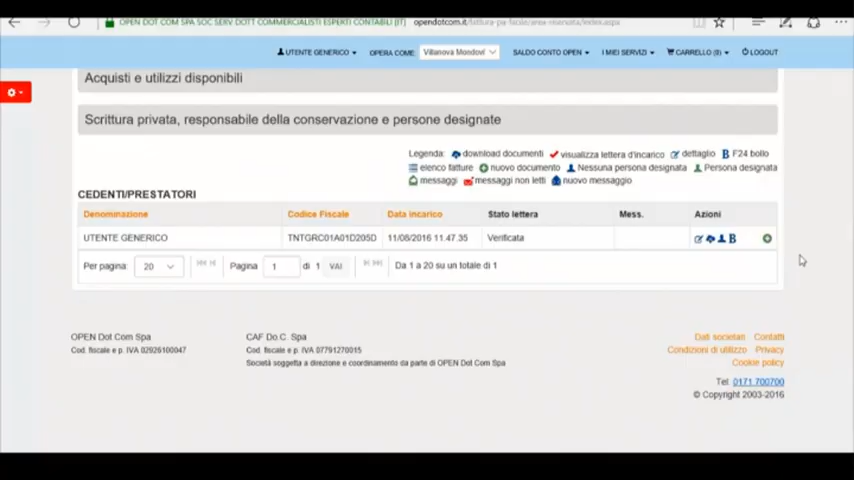 OPEN DOT COM SPA SOC SERV DOTT COMMERCIALISTI ESPERTI CONTABILI [IT] opendotcom.it/fattura-pa-facile/area-riservata/index.aspx
UTENTE GENERICO OPERA COME: Villanova Mondovì SALDO CONTO OPEN I MIEI SERVIZI CARRELLO (0) LOGOUT
Acquisti e utilizzi disponibili
Scrittura privata, responsabile della conservazione e persone designate
Legenda: download documenti visualizza lettera d'incarico dettaglio B F24 bollo
elenco fatture nuovo documento Nessuna persona designata Persona designata
messaggi messaggi non letti nuovo messaggio
CEDENTI/PRESTATORI
Denominazione Codice Fiscale Data incarico Stato lettera Mess. Azioni
UTENTE GENERICO TNTGRC01A01D205D 11/08/2016 11.47.35 Verificata B
Per pagina: 20 Pagina 1 di 1 VAI Da 1 a 20 su un totale di 1
OPEN Dot Com Spa CAF Do.C. Spa Dati societari Contatti
Cod. fiscale e p. IVA 02926100047 Cod. fiscale e p. IVA 07791270015 Condizioni di utilizzo Privacy
Società soggetta a direzione e coordinamento da parte di OPEN Dot Com Spa Cookie policy
Tel. 0171 700700
© Copyright 2003-2016